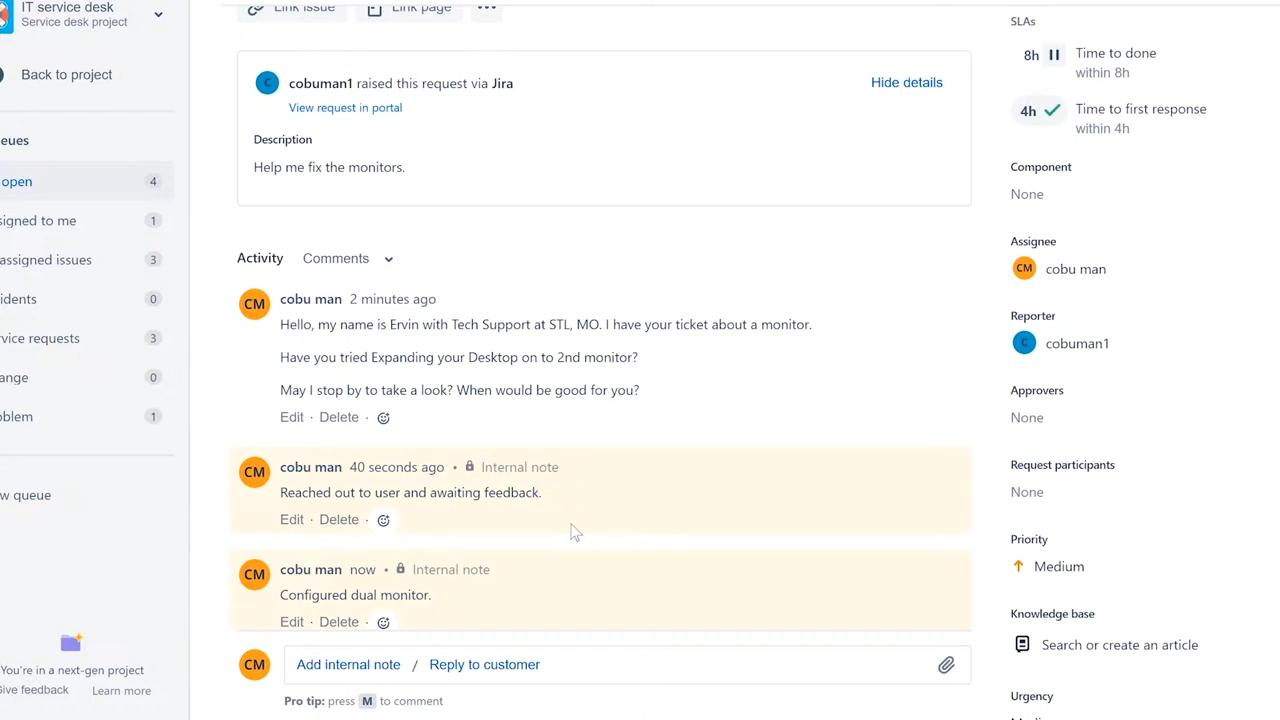 IT service desk
Service desk project
Back to project
eues
open
4
signed to me
1
assigned issues
3
idents
0
rvice requests
3
ange
0
oblem
1
w queue
You're in a next-gen project
Give feedback
Learn more
Link issue
Link page
C
cobuman1 raised this request via Jira
Hide details
View request in portal
Description
Help me fix the monitors.
Activity
Comments
CM
cobu man 2 minutes ago
Hello, my name is Ervin with Tech Support at STL, MO. I have your ticket about a monitor.
Have you tried Expanding your Desktop on to 2nd monitor?
May I stop by to take a look? When would be good for you?
Edit · Delete ·
CM
cobu man 40 seconds ago • Internal note
Reached out to user and awaiting feedback.
Edit · Delete ·
CM
cobu man now • Internal note
Configured dual monitor.
Edit · Delete ·
CM
Add internal note / Reply to customer
Pro tip: press M to comment
SLAs
8h
Time to done
within 8h
4h
Time to first response
within 4h
Component
None
Assignee
CM
cobu man
Reporter
C
cobuman1
Approvers
None
Request participants
None
Priority
Medium
Knowledge base
Search or create an article
Urgency